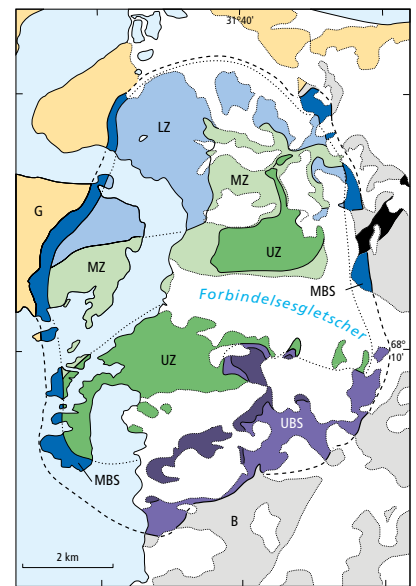 31°40'
LZ
MZ
G
UZ
MZ
MBS
Forbindelsesgletscher
68°
10'
UZ
UBS
MBS
B
2 km